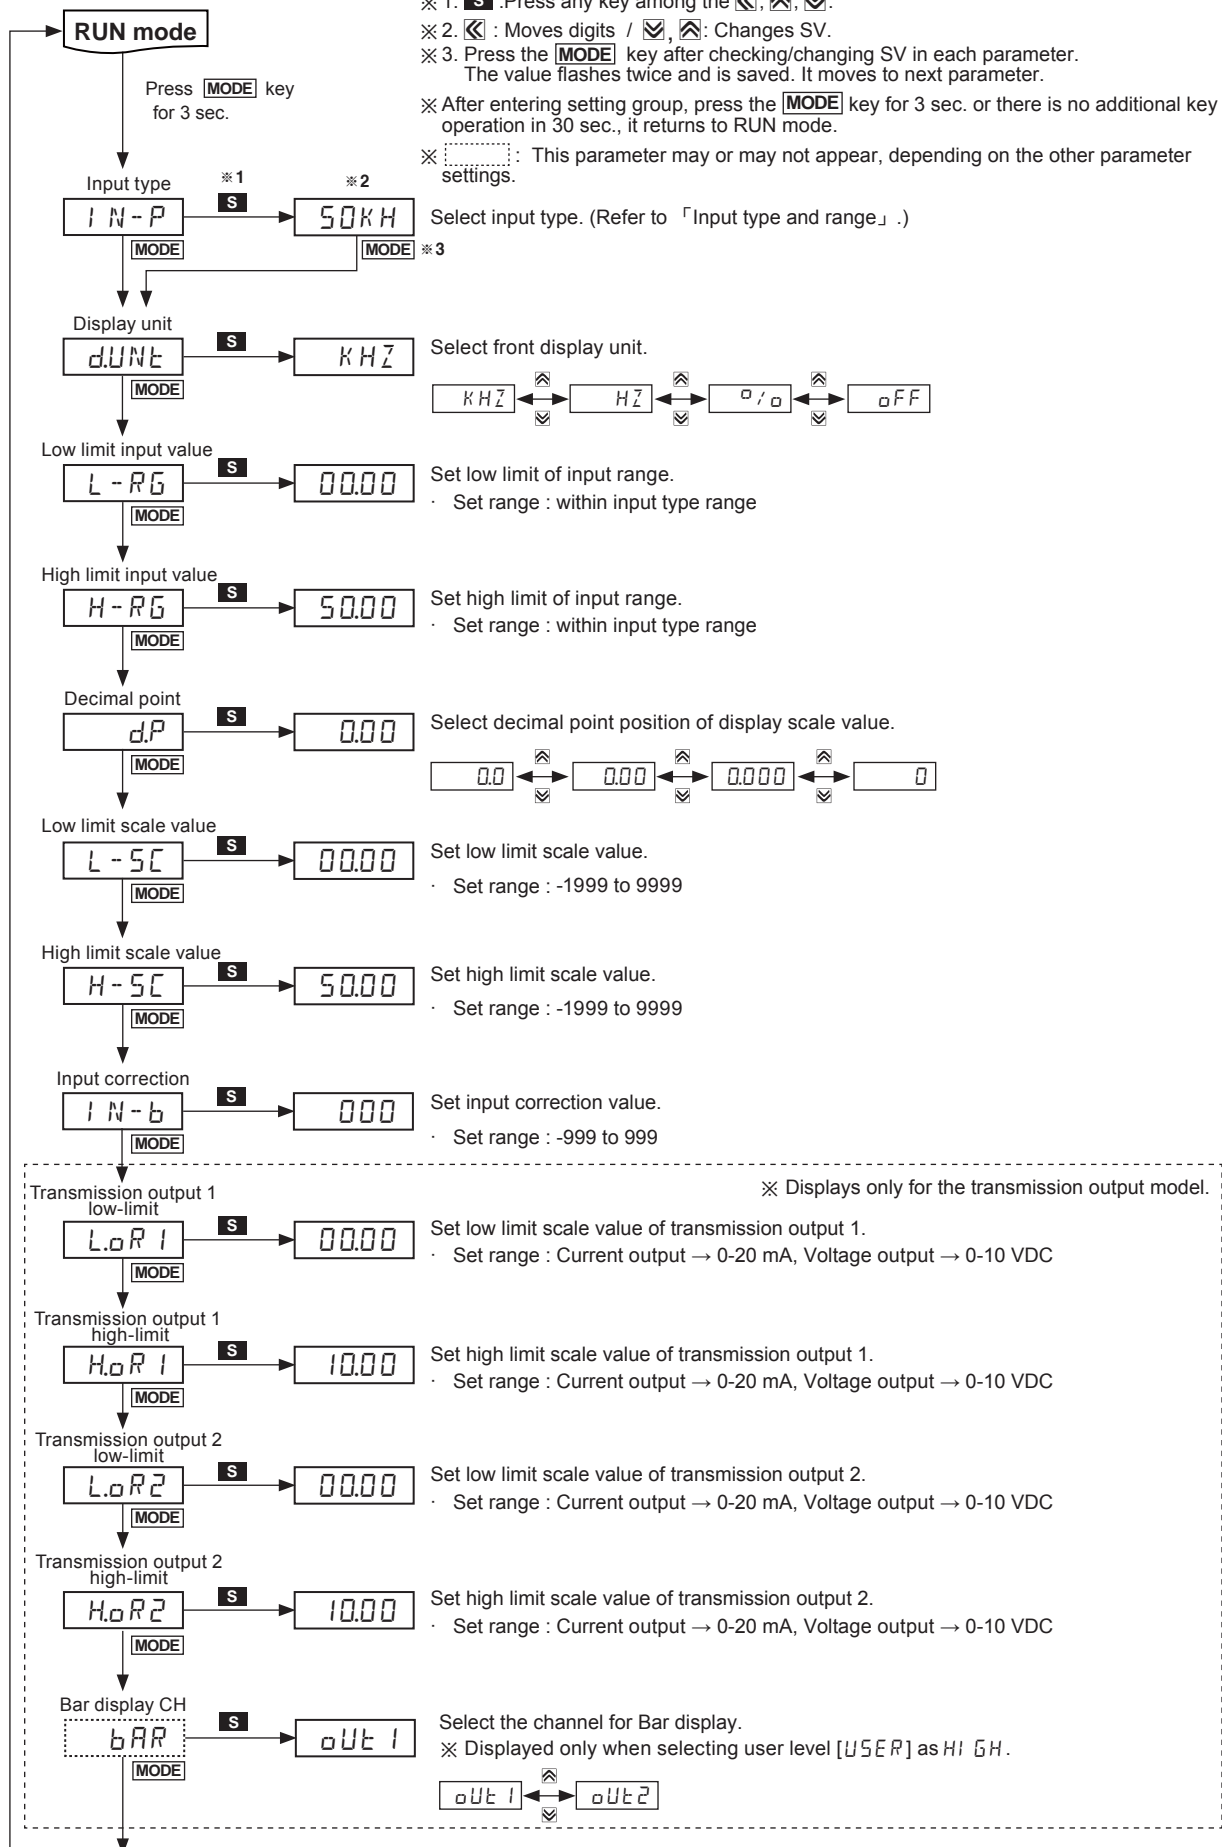 ※ 1. S :Press any key among the ≪, ︽, ︾.
RUN mode
※ 2. ≪ : Moves digits / ︾, ︽: Changes SV.
※ 3. Press the MODE key after checking/changing SV in each parameter.
The value flashes twice and is saved. It moves to next parameter.
Press MODE key
for 3 sec.
※ After entering setting group, press the MODE key for 3 sec. or there is no additional key
operation in 30 sec., it returns to RUN mode.
※ : This parameter may or may not appear, depending on the other parameter
settings.
Input type ※1 ※2
IN-P S 50KH Select input type. (Refer to 「Input type and range」.)
MODE MODE ※3
Display unit
d.UNt S KHZ Select front display unit.
MODE
KHZ HZ o/o oFF
Low limit input value
L-RG S 00.00 Set low limit of input range.
MODE · Set range : within input type range
High limit input value
H-RG S 50.00 Set high limit of input range.
MODE · Set range : within input type range
Decimal point
d.P S 0.00 Select decimal point position of display scale value.
MODE
0.0 0.00 0.000 0
Low limit scale value
L-SC S 00.00 Set low limit scale value.
MODE · Set range : -1999 to 9999
High limit scale value
H-SC S 50.00 Set high limit scale value.
MODE · Set range : -1999 to 9999
Input correction
IN-b S 000 Set input correction value.
MODE · Set range : -999 to 999
※ Displays only for the transmission output model.
Transmission output 1
low-limit
L.oR1 S 00.00 Set low limit scale value of transmission output 1.
MODE · Set range : Current output → 0-20 mA, Voltage output → 0-10 VDC
Transmission output 1
high-limit
H.oR1 S 10.00 Set high limit scale value of transmission output 1.
MODE · Set range : Current output → 0-20 mA, Voltage output → 0-10 VDC
Transmission output 2
low-limit
L.oR2 S 00.00 Set low limit scale value of transmission output 2.
MODE · Set range : Current output → 0-20 mA, Voltage output → 0-10 VDC
Transmission output 2
high-limit
H.oR2 S 10.00 Set high limit scale value of transmission output 2.
MODE · Set range : Current output → 0-20 mA, Voltage output → 0-10 VDC
Bar display CH
bAR S oUt1 Select the channel for Bar display.
MODE ※ Displayed only when selecting user level [USER] as HIGH.
oUt1 oUt2